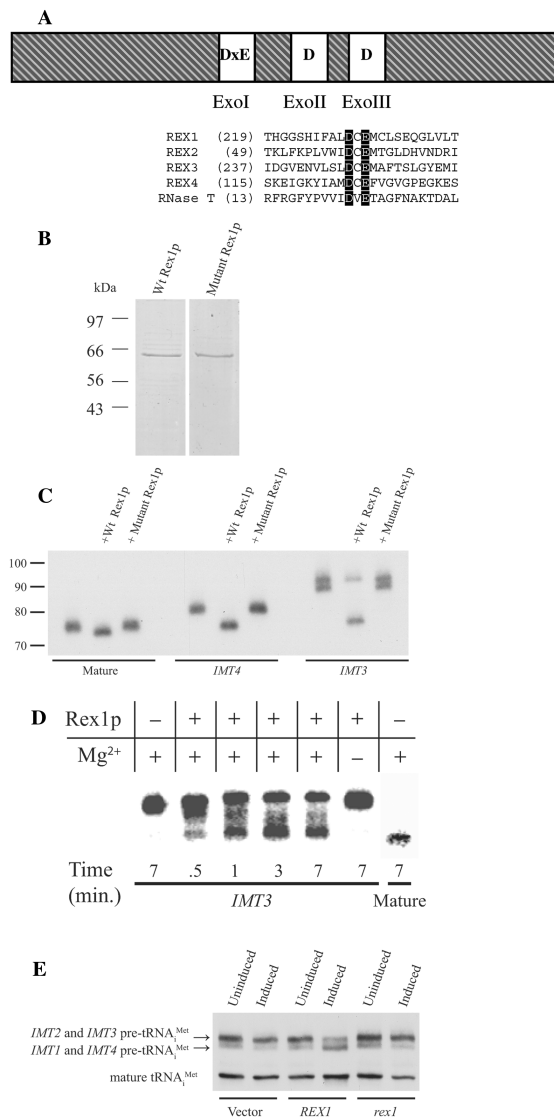 A
DxE D D
ExoI ExoII ExoIII
REX1 (219) THGGSHIFALDCEMCLSEQGLVLT
REX2 (49) TKLFKPLVWIDCEMTGLDHVNDRI
REX3 (237) IDGVENVLSLDCEMAFTSLGYEMI
REX4 (115) SKEIGKYIAMDCEFVGVGPEGKES
RNase T (13) RFRGFYPVVIDVETAGFNAKTDAL
B
Wt Rex1p Mutant Rex1p
kDa
97
66
56
43
C
+Wt Rex1p + Mutant Rex1p +Wt Rex1p + Mutant Rex1p +Wt Rex1p + Mutant Rex1p
100
90
80
70
Mature IMT4 IMT3
D
Rex1p – + + + + + –
Mg2+ + + + + + – +
Time (min.) 7 .5 1 3 7 7 7
IMT3 Mature
E
Uninduced Induced Uninduced Induced Uninduced Induced
IMT2 and IMT3 pre-tRNAiMet →
IMT1 and IMT4 pre-tRNAiMet →
mature tRNAiMet
Vector REX1 rex1